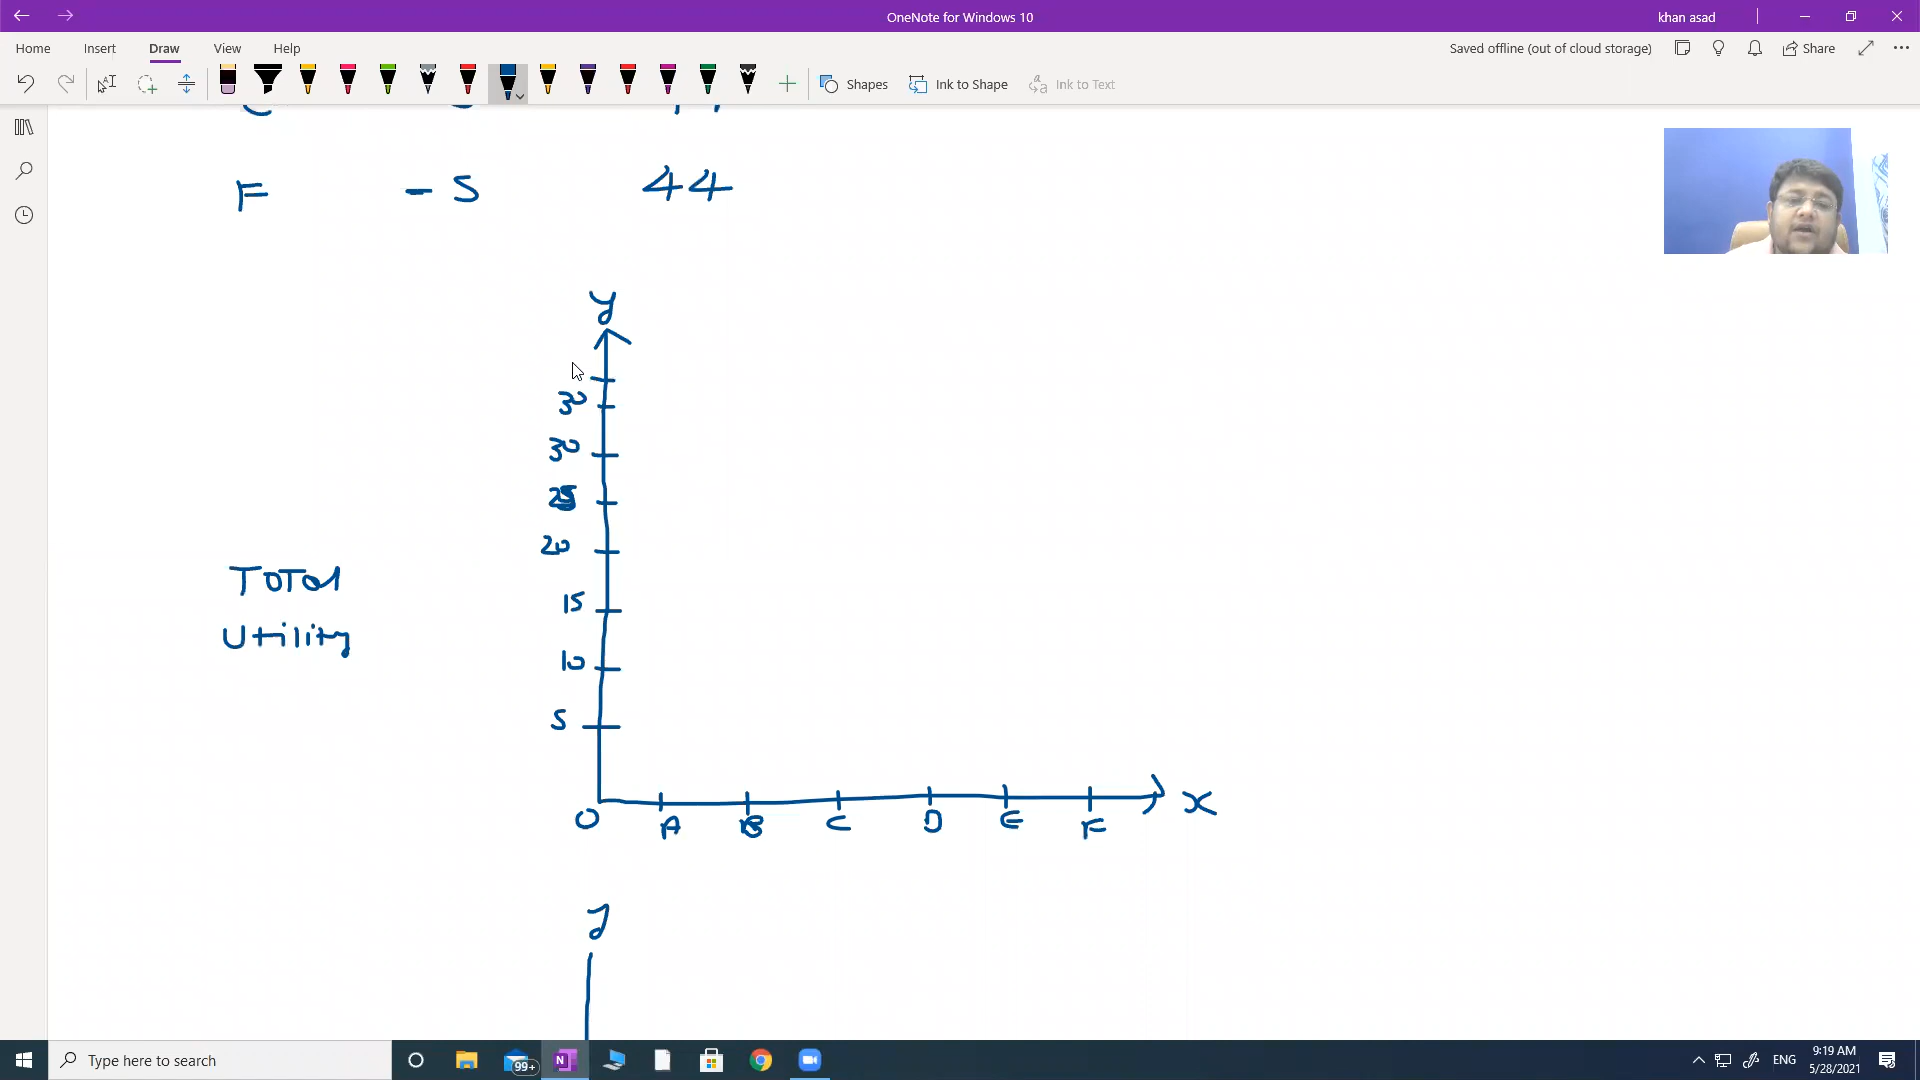 OneNote for Windows 10
khan asad
Home Insert Draw View Help
Saved offline (out of cloud storage)
Share
Shapes
Ink to Shape
Ink to Text
F - 5 44
y
30
30
25
20
Total
15
Utility
10
5
O A B C D E F x
y
Type here to search
99+
ENG
9:19 AM
5/28/2021